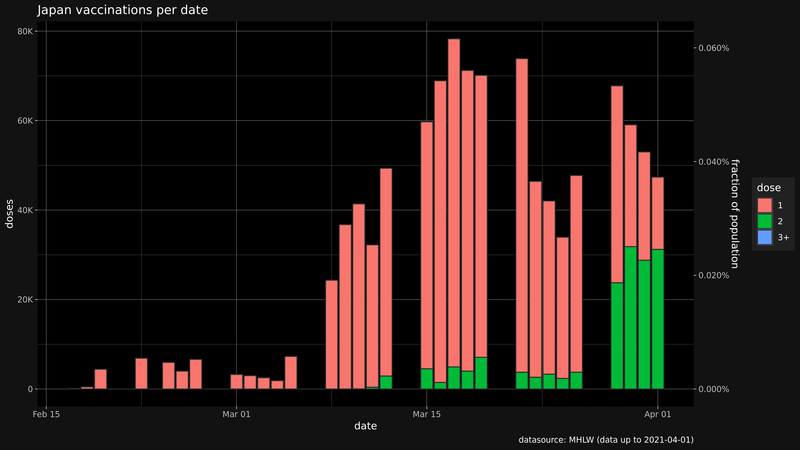 Japan vaccinations per date
80K
60K
40K
20K
0
doses
0.060%
0.040%
0.020%
0.000%
fraction of population
dose
1
2
3+
Feb 15
Mar 01
Mar 15
Apr 01
date
datasource: MHLW (data up to 2021-04-01)